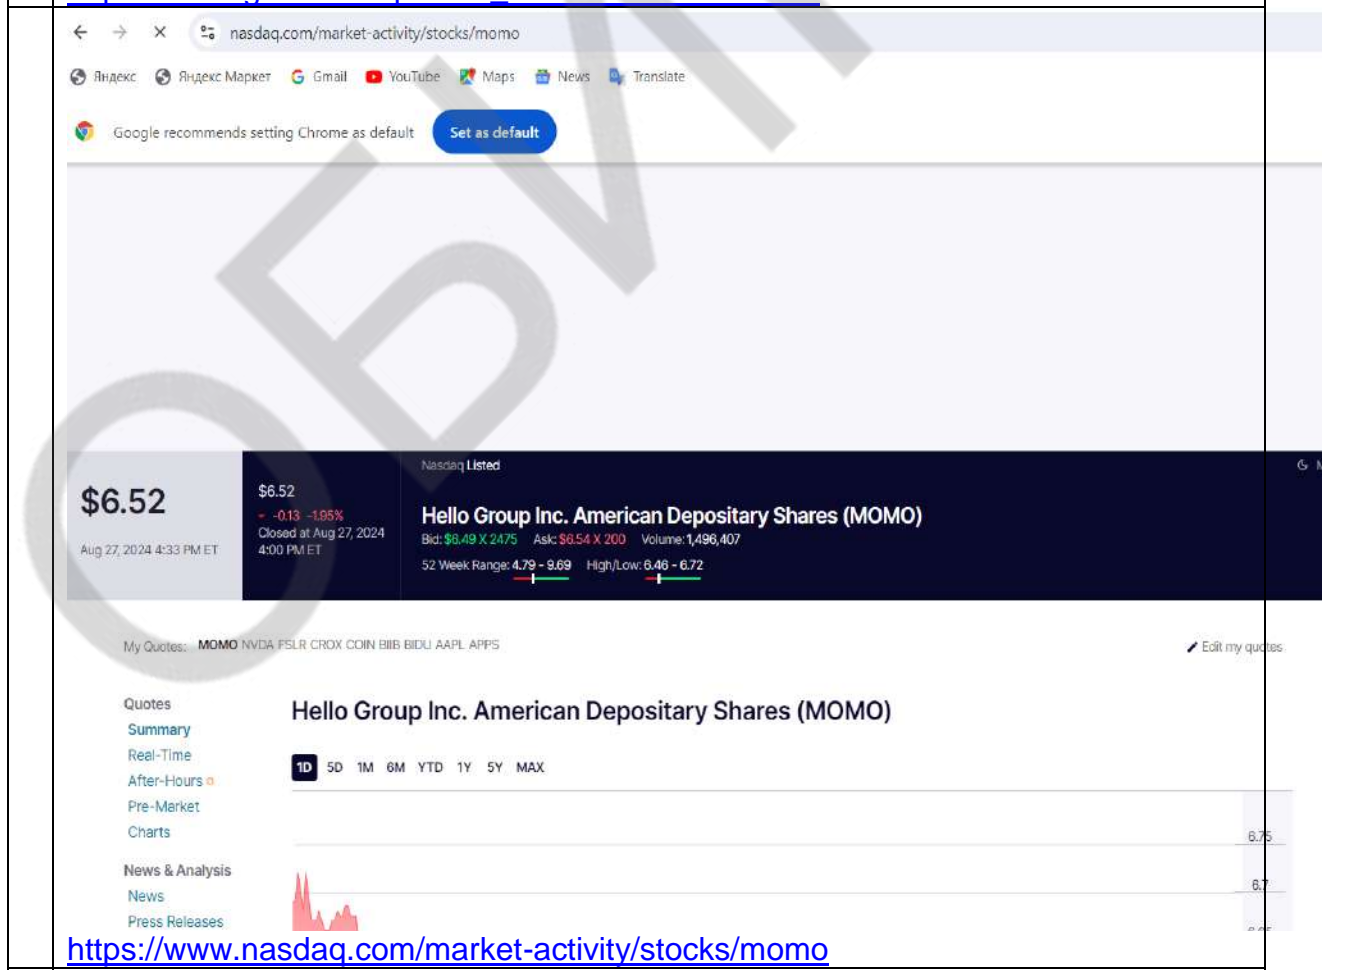 nasdaq.com/market-activity/stocks/momo
Яндекс Яндекс Маркет Gmail YouTube Maps News Translate
Google recommends setting Chrome as default Set as default
ОБИ
Nasdaq Listed
$6.52
$6.52
-0.13 -1.95%
Closed at Aug 27, 2024
4:00 PM ET
Aug 27, 2024 4:33 PM ET
Hello Group Inc. American Depositary Shares (MOMO)
Bid: $6.49 X 2475 Ask: $6.54 X 200 Volume: 1,496,407
52 Week Range: 4.79 - 9.69 High/Low: 6.46 - 6.72
My Quotes: MOMO NVDA FSLR CROX COIN BIIB BIDU AAPL APPS
Edit my quotes
Quotes
Summary
Real-Time
After-Hours
Pre-Market
Charts
News & Analysis
News
Press Releases
Hello Group Inc. American Depositary Shares (MOMO)
1D 5D 1M 6M YTD 1Y 5Y MAX
6.75
6.7
https://www.nasdaq.com/market-activity/stocks/momo